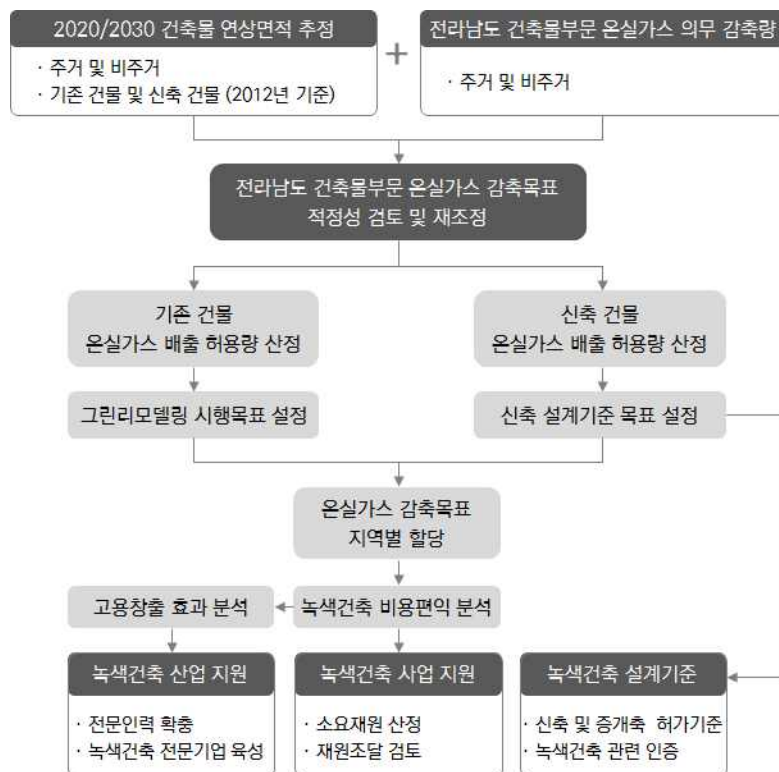 2020/2030 건축물 연상면적 추정
· 주거 및 비주거
· 기존 건물 및 신축 건물 (2012년 기준)
+
전라남도 건축물부문 온실가스 의무 감축량
· 주거 및 비주거
전라남도 건축물부문 온실가스 감축목표
적정성 검토 및 재조정
기존 건물
온실가스 배출 허용량 산정
신축 건물
온실가스 배출 허용량 산정
그린리모델링 시행목표 설정
신축 설계기준 목표 설정
온실가스 감축목표
지역별 할당
고용창출 효과 분석
녹색건축 비용편익 분석
녹색건축 산업 지원
· 전문인력 확충
· 녹색건축 전문기업 육성
녹색건축 사업 지원
· 소요재원 산정
· 재원조달 검토
녹색건축 설계기준
· 신축 및 증개축 허가기준
· 녹색건축 관련 인증